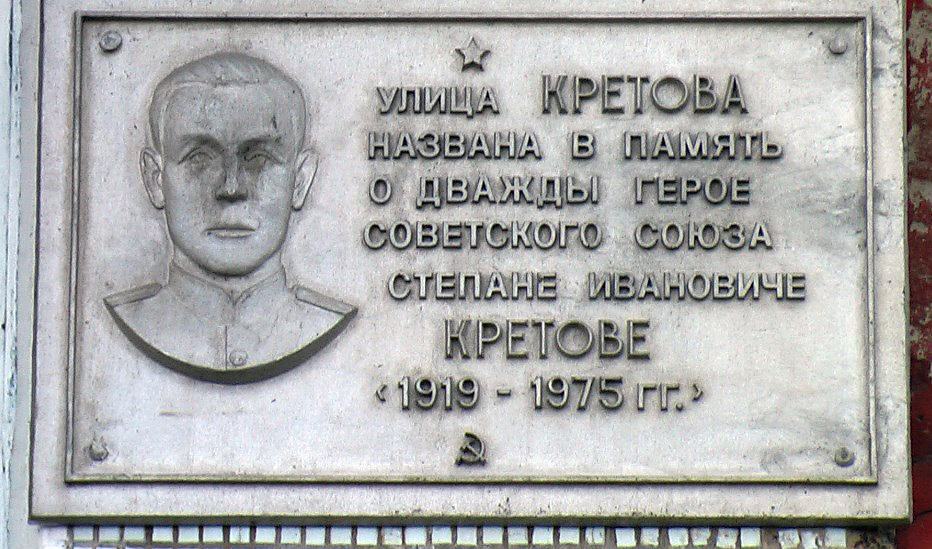 УЛИЦА КРЕТОВА
НАЗВАНА В ПАМЯТЬ
О ДВАЖДЫ ГЕРОЕ
СОВЕТСКОГО СОЮЗА
СТЕПАНЕ ИВАНОВИЧЕ
КРЕТОВЕ
‹1919 - 1975 гг.›